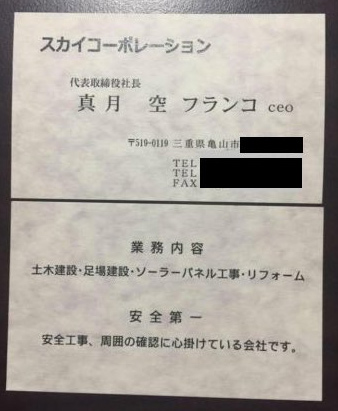 スカイコーポレーション
代表取締役社長
真月 空 フランコ ceo
〒519-0119 三重県亀山市
TEL
TEL
FAX
業務内容
土木建設・足場建設・ソーラーパネル工事・リフォーム
安全第一
安全工事、周囲の確認に心掛けている会社です。